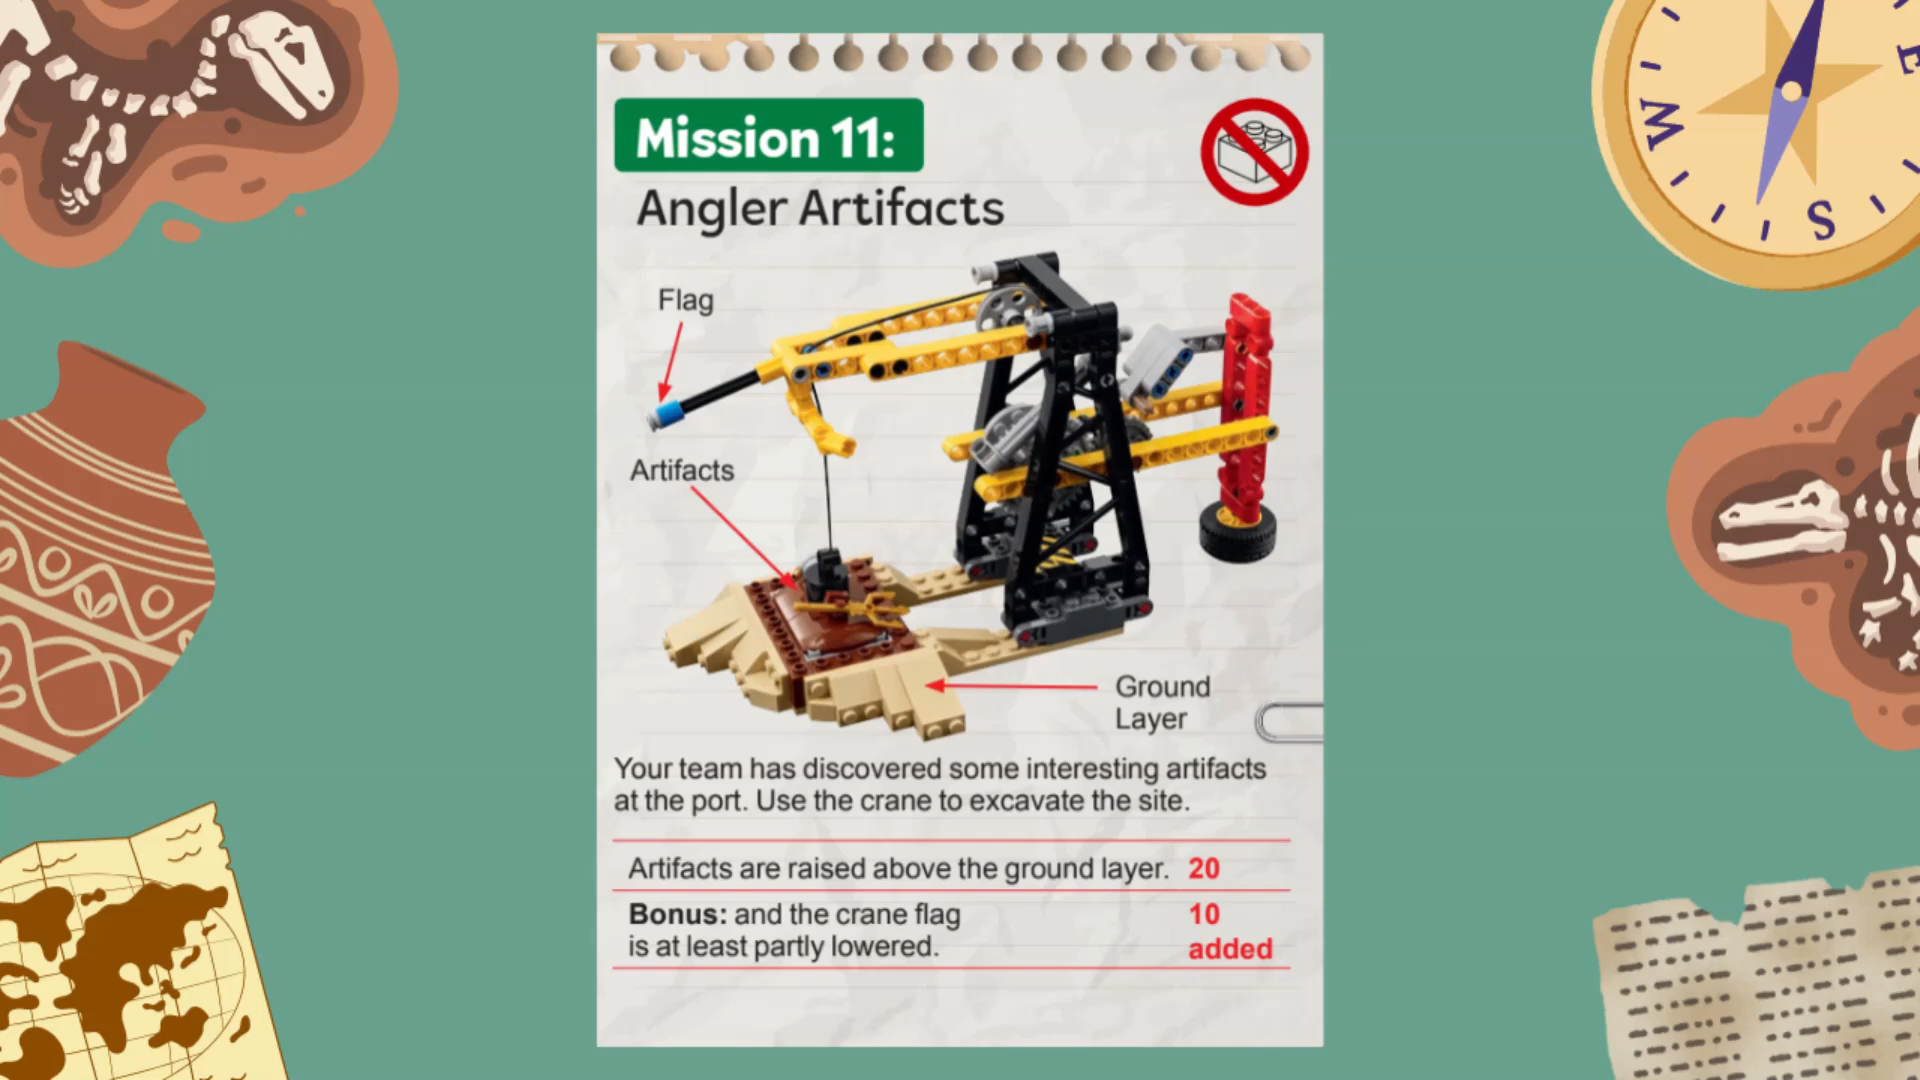 Mission 11:
Angler Artifacts
Flag
Artifacts
Ground
Layer
Your team has discovered some interesting artifacts
at the port. Use the crane to excavate the site.
Artifacts are raised above the ground layer. 20
Bonus: and the crane flag
is at least partly lowered.
10
added
W
S
E